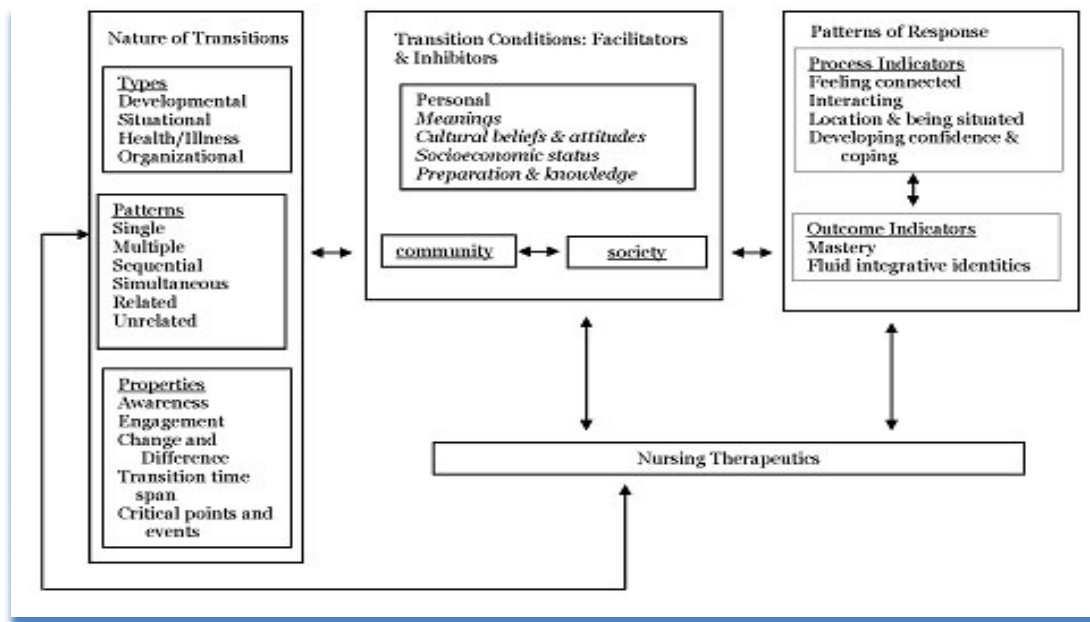 Nature of Transitions
Types
Developmental
Situational
Health/Illness
Organizational
Patterns
Single
Multiple
Sequential
Simultaneous
Related
Unrelated
Properties
Awareness
Engagement
Change and
Difference
Transition time
span
Critical points and
events
Transition Conditions: Facilitators
& Inhibitors
Personal
Meanings
Cultural beliefs & attitudes
Socioeconomic status
Preparation & knowledge
community
society
Patterns of Response
Process Indicators
Feeling connected
Interacting
Location & being situated
Developing confidence &
coping
Outcome Indicators
Mastery
Fluid integrative identities
Nursing Therapeutics